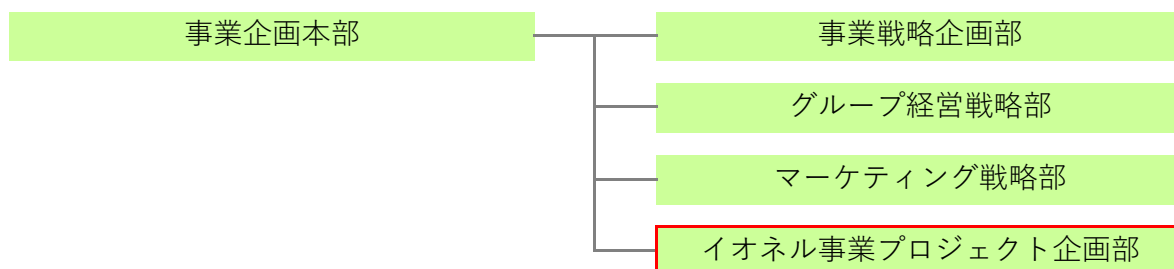 事業企画本部
事業戦略企画部
グループ経営戦略部
マーケティング戦略部
イオネル事業プロジェクト企画部